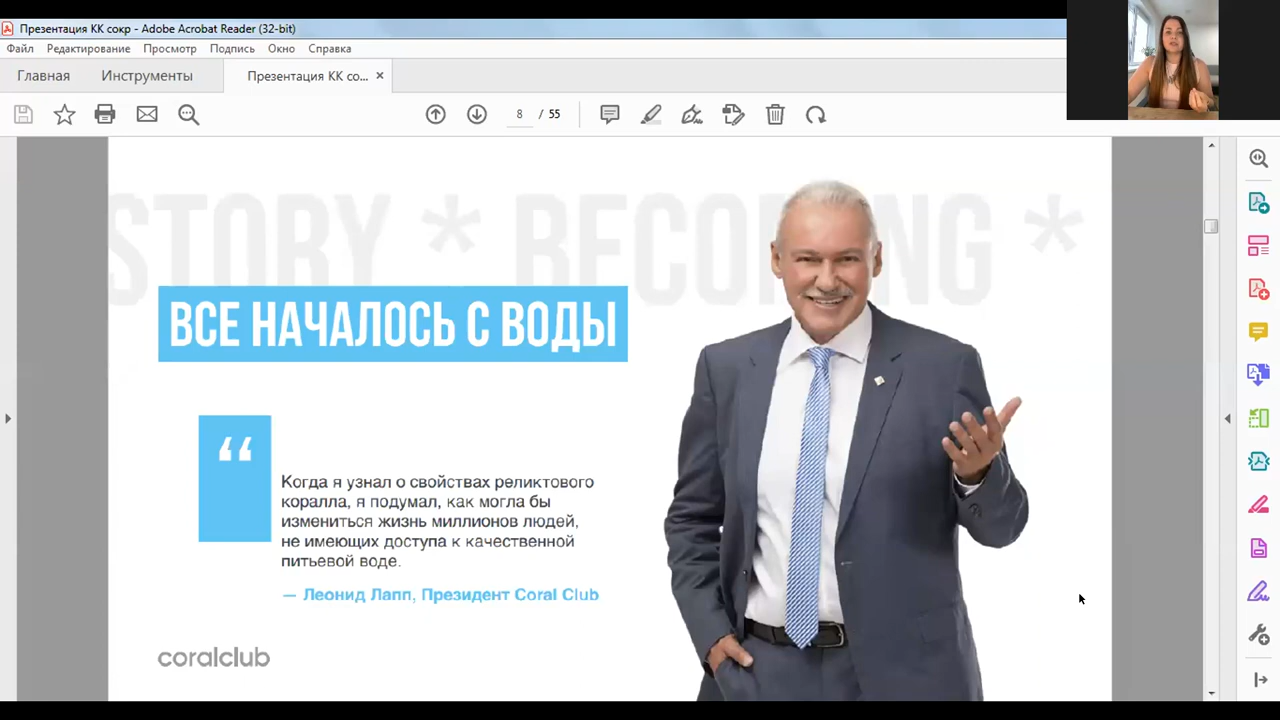 Презентация КК сокр - Adobe Acrobat Reader (32-bit)
Файл Редактирование Просмотр Подпись Окно Справка
Главная Инструменты Презентация КК со... ×
8 / 55
STORY * BECOMING *
ВСЕ НАЧАЛОСЬ С ВОДЫ
“
Когда я узнал о свойствах реликтового
коралла, я подумал, как могла бы
измениться жизнь миллионов людей,
не имеющих доступа к качественной
питьевой воде.
— Леонид Лапп, Президент Coral Club
coralclub